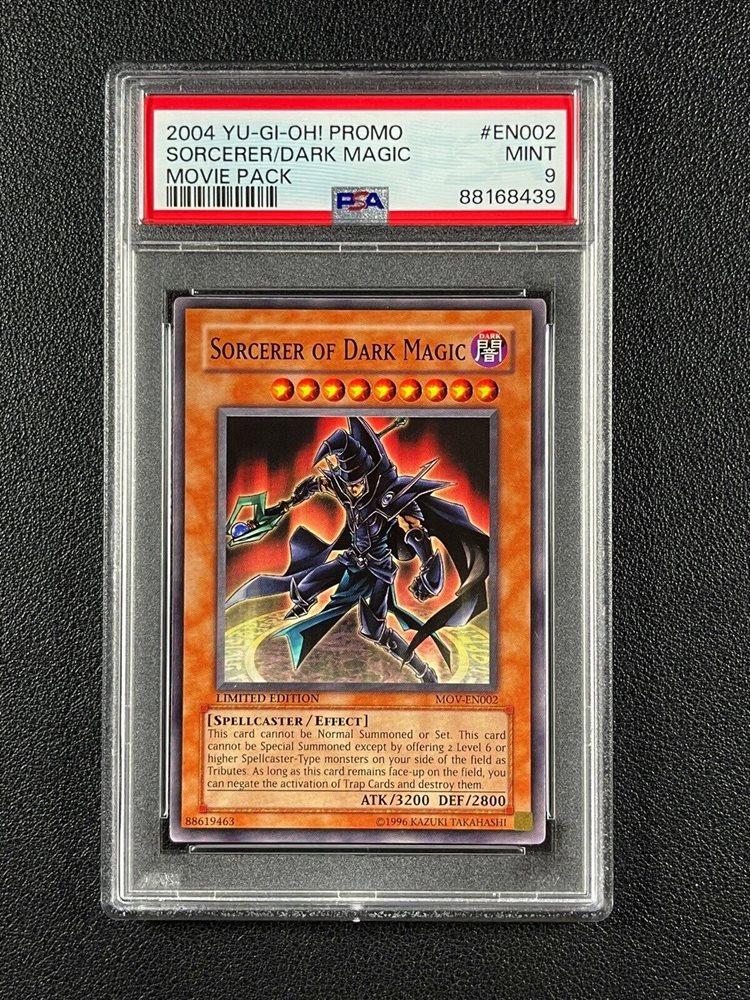 2004 YU-GI-OH! PROMO #EN002
SORCERER/DARK MAGIC MINT
MOVIE PACK 9
PSA 88168439
SORCERER OF DARK MAGIC
DARK
闇
LIMITED EDITION MOV-EN002
[SPELLCASTER/EFFECT]
This card cannot be Normal Summoned or Set. This
card cannot be Special Summoned except by offering 2 Level 6 or
higher Spellcaster-Type monsters on your side of the field as
Tributes. As long as this card remains face-up on the field, you
can negate the activation of Trap Cards and destroy them.
ATK/3200 DEF/2800
88619463 ©1996 KAZUKI TAKAHASHI